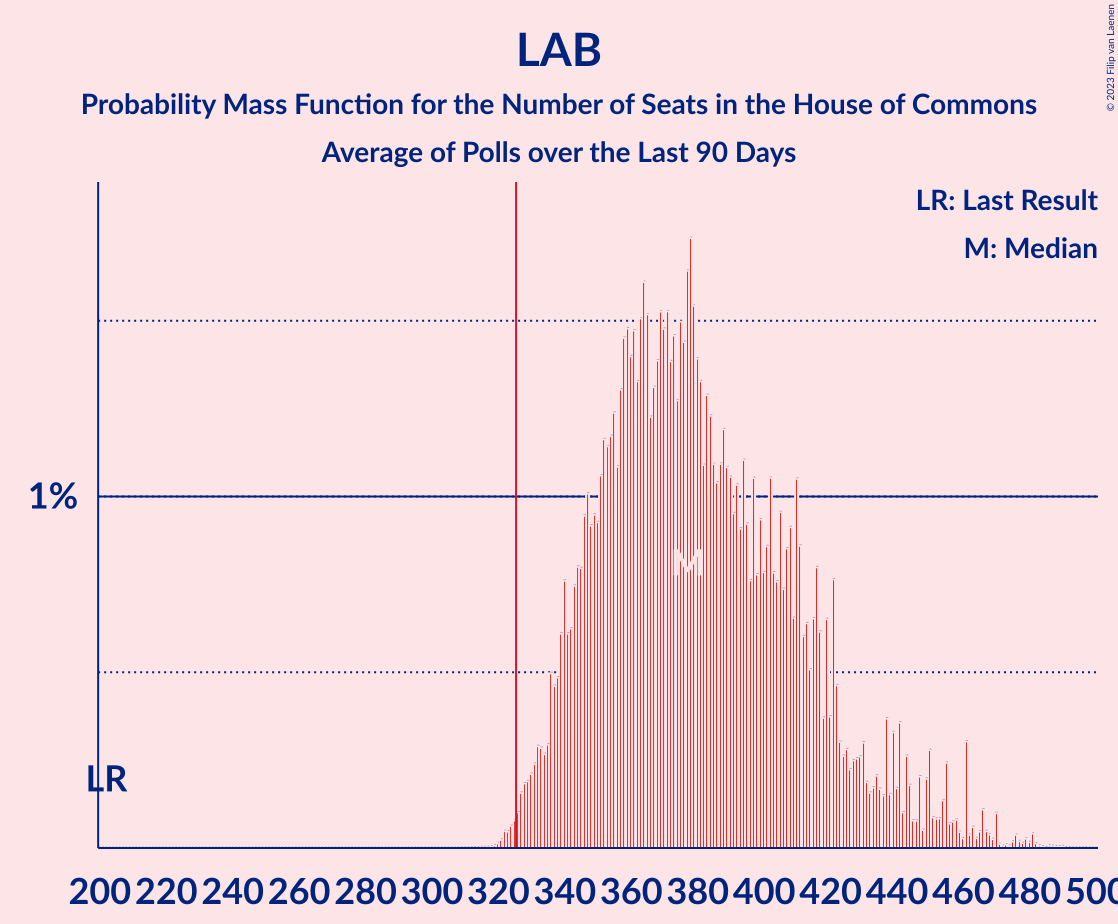 LAB
Probability Mass Function for the Number of Seats in the House of Commons
Average of Polls over the Last 90 Days
© 2023 Filip van Laenen
LR: Last Result
M: Median
1%
M
LR
200 220 240 260 280 300 320 340 360 380 400 420 440 460 480 500